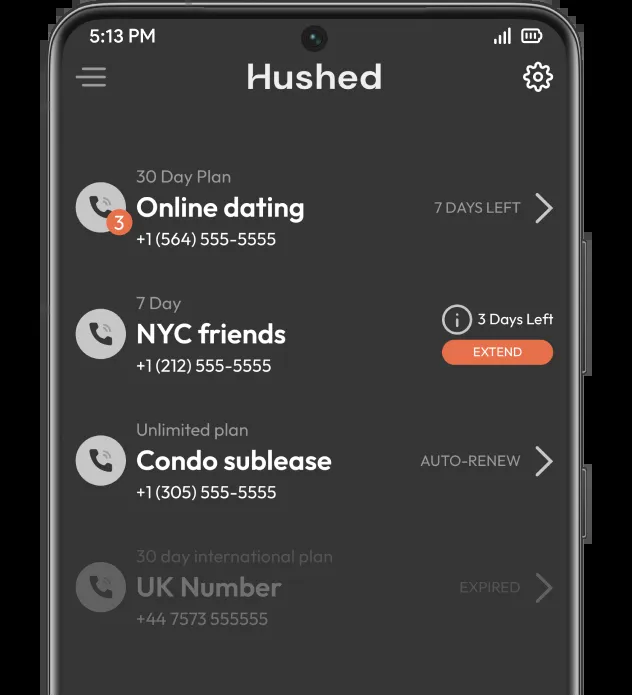 5:13 PM
Hushed
30 Day Plan
Online dating
3
+1 (564) 555-5555
7 DAYS LEFT
7 Day
NYC friends
+1 (212) 555-5555
3 Days Left
EXTEND
Unlimited plan
Condo sublease
+1 (305) 555-5555
AUTO-RENEW
30 day international plan
UK Number
+44 7573 555555
EXPIRED